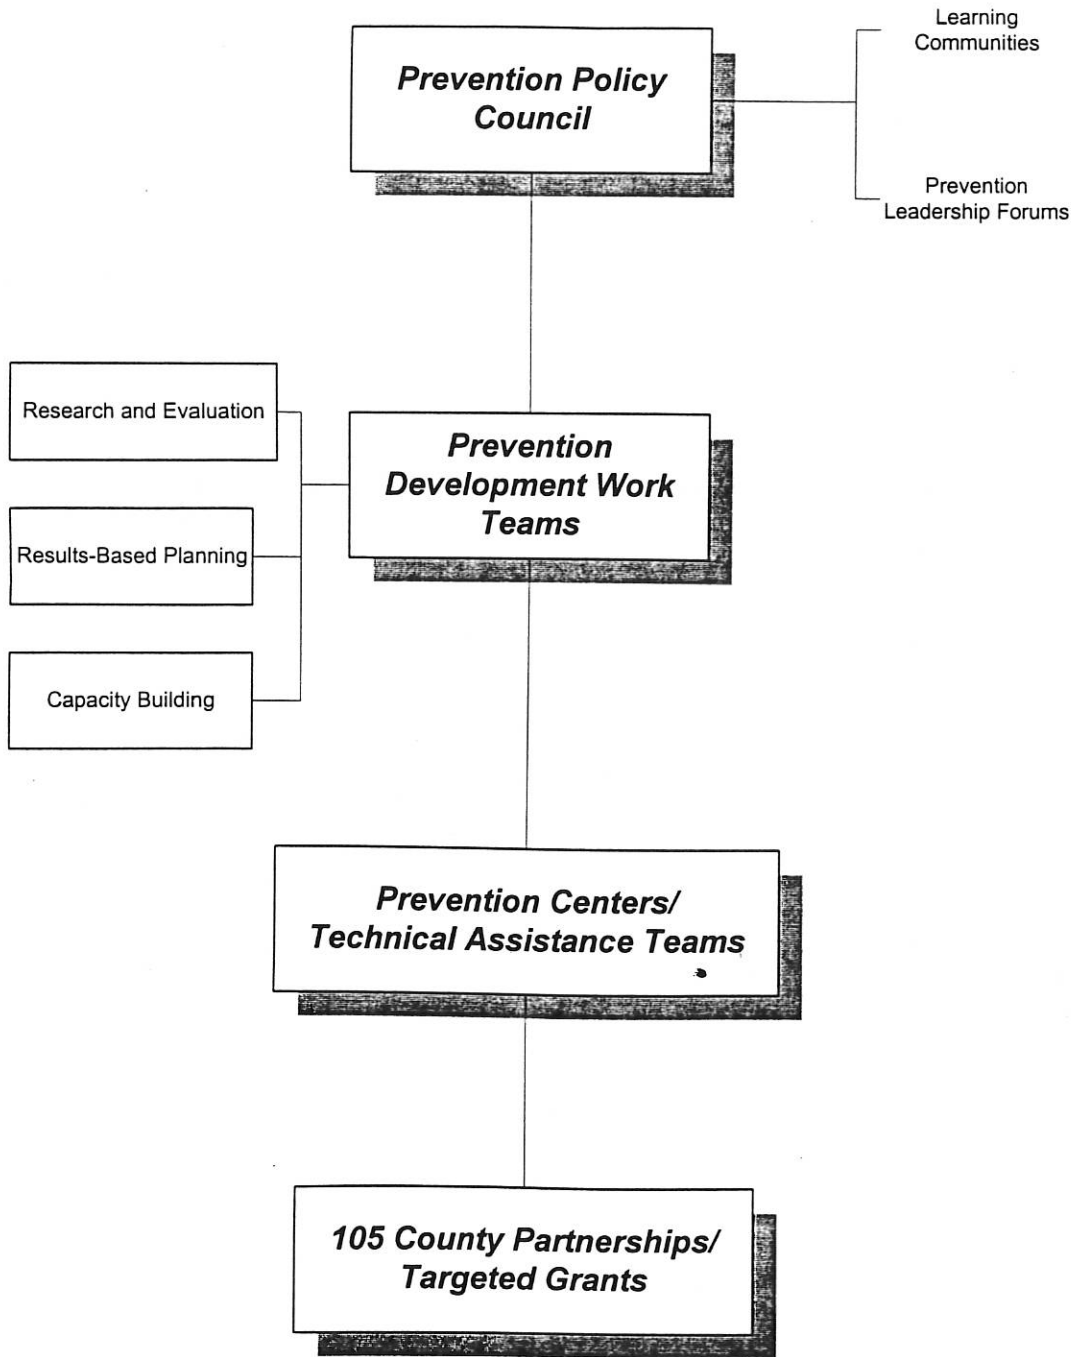 Prevention Policy
Council
Learning
Communities
Prevention
Leadership Forums
Research and Evaluation
Results-Based Planning
Capacity Building
Prevention
Development Work
Teams
Prevention Centers/
Technical Assistance Teams
105 County Partnerships/
Targeted Grants